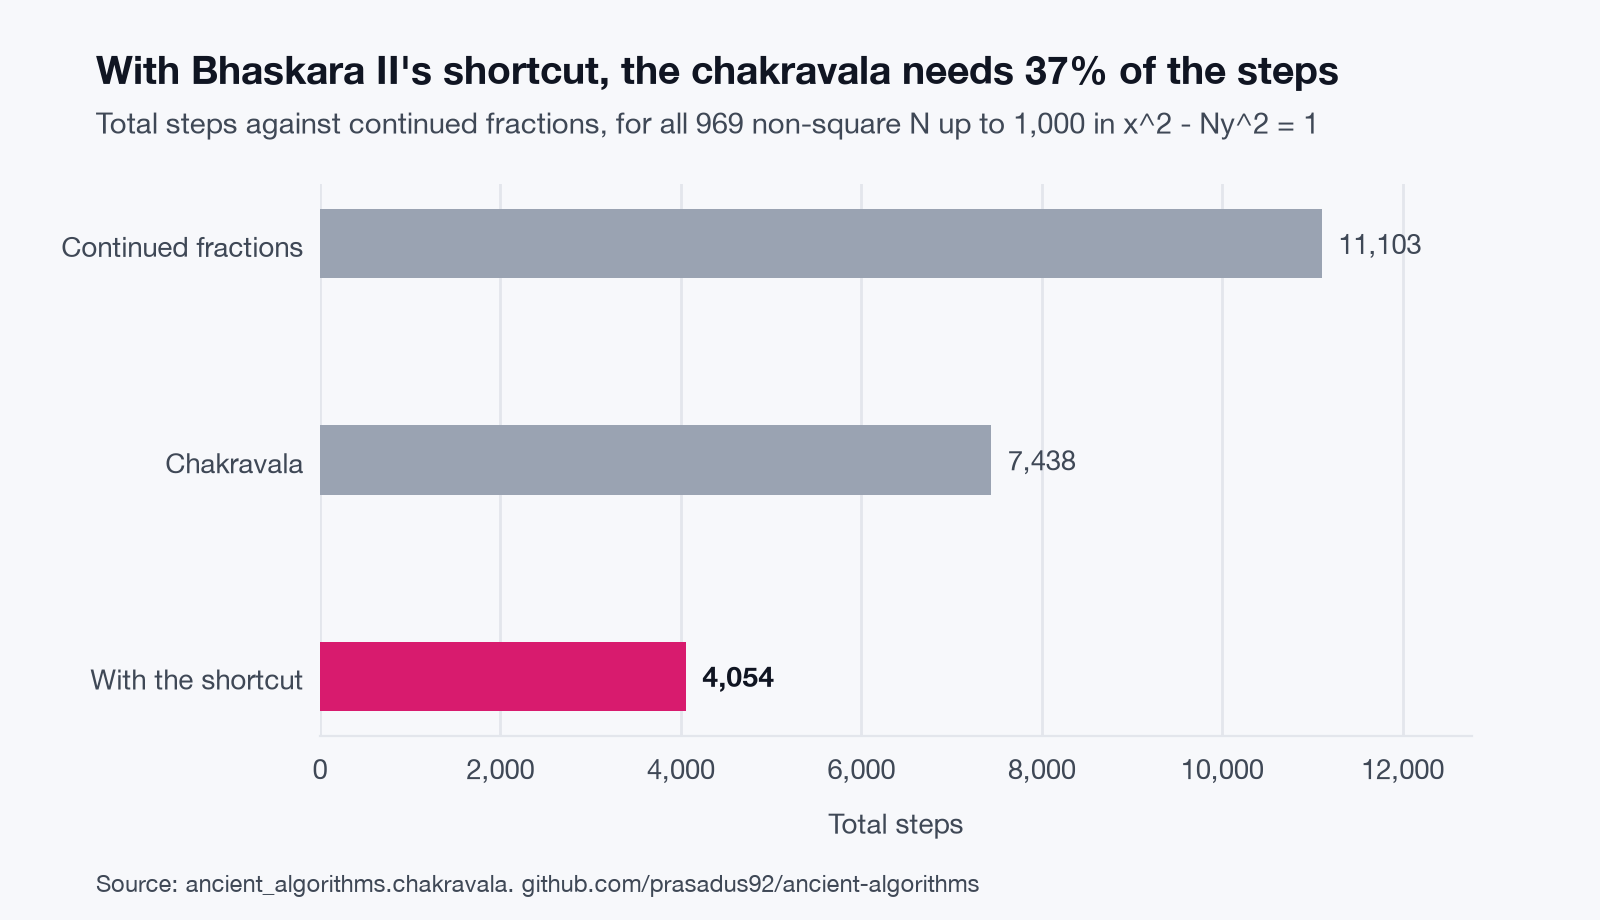 With Bhaskara II's shortcut, the chakravala needs 37% of the steps
Total steps against continued fractions, for all 969 non-square N up to 1,000 in x^2 - Ny^2 = 1
Continued fractions
11,103
Chakravala
7,438
With the shortcut
4,054
0 2,000 4,000 6,000 8,000 10,000 12,000
Total steps
Source: ancient_algorithms.chakravala. github.com/prasadus92/ancient-algorithms